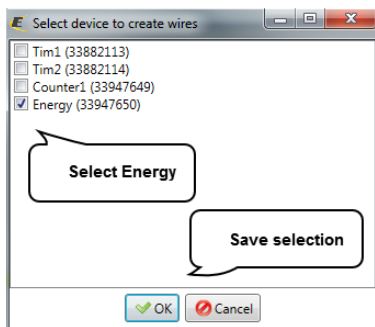 Select device to create wires
Tim1 (33882113)
Tim2 (33882114)
Counter1 (33947649)
Energy (33947650)
Select Energy
Save selection
OK Cancel